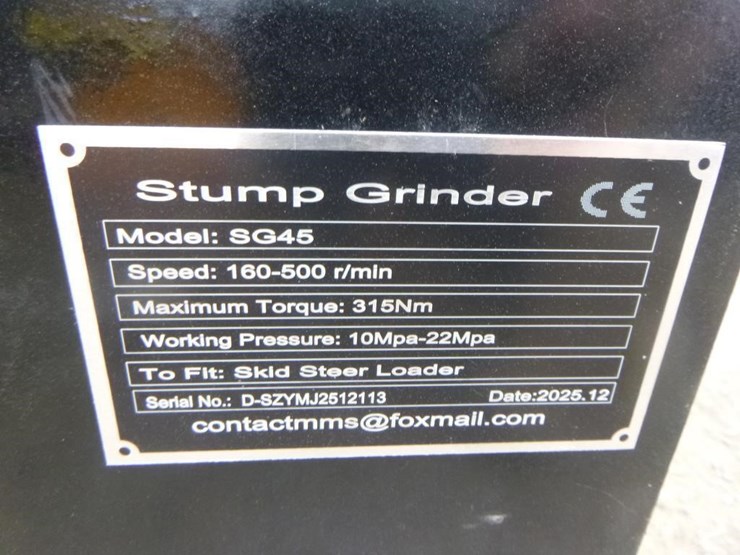 Stump Grinder CE
Model: SG45
Speed: 160-500 r/min
Maximum Torque: 315Nm
Working Pressure: 10Mpa-22Mpa
To Fit: Skid Steer Loader
Serial No.: D-SZYMJ2512113 Date:2025.12
contactmms@foxmail.com